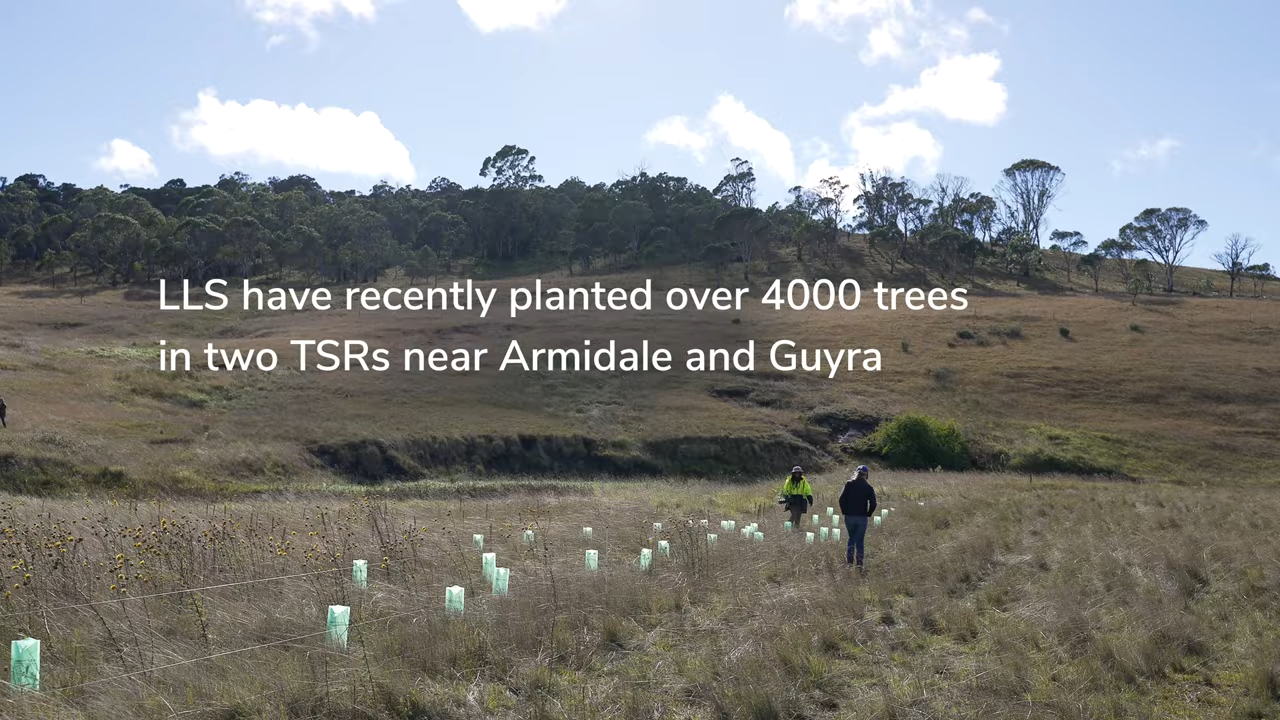 LLS have recently planted over 4000 trees
in two TSRs near Armidale and Guyra